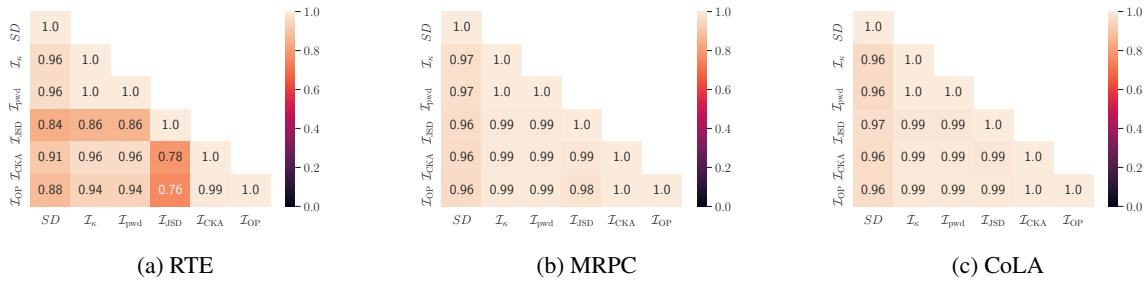 SD 1.0 1.0
I_κ 0.96 1.0 0.8
I_pwd 0.96 1.0 1.0 0.6
I_JSD 0.84 0.86 0.86 1.0 0.4
I_CKA 0.91 0.96 0.96 0.78 1.0 0.2
I_OP 0.88 0.94 0.94 0.76 0.99 1.0 0.0
SD I_κ I_pwd I_JSD I_CKA I_OP
(a) RTE
SD 1.0 1.0
I_κ 0.97 1.0 0.8
I_pwd 0.97 1.0 1.0 0.6
I_JSD 0.96 0.99 0.99 1.0 0.4
I_CKA 0.96 0.99 0.99 0.99 1.0 0.2
I_OP 0.96 0.99 0.99 0.98 1.0 1.0 0.0
SD I_κ I_pwd I_JSD I_CKA I_OP
(b) MRPC
SD 1.0 1.0
I_κ 0.96 1.0 0.8
I_pwd 0.96 1.0 1.0 0.6
I_JSD 0.97 0.99 0.99 1.0 0.4
I_CKA 0.96 0.99 0.99 0.99 1.0 0.2
I_OP 0.96 0.99 0.99 0.99 1.0 1.0 0.0
SD I_κ I_pwd I_JSD I_CKA I_OP
(c) CoLA